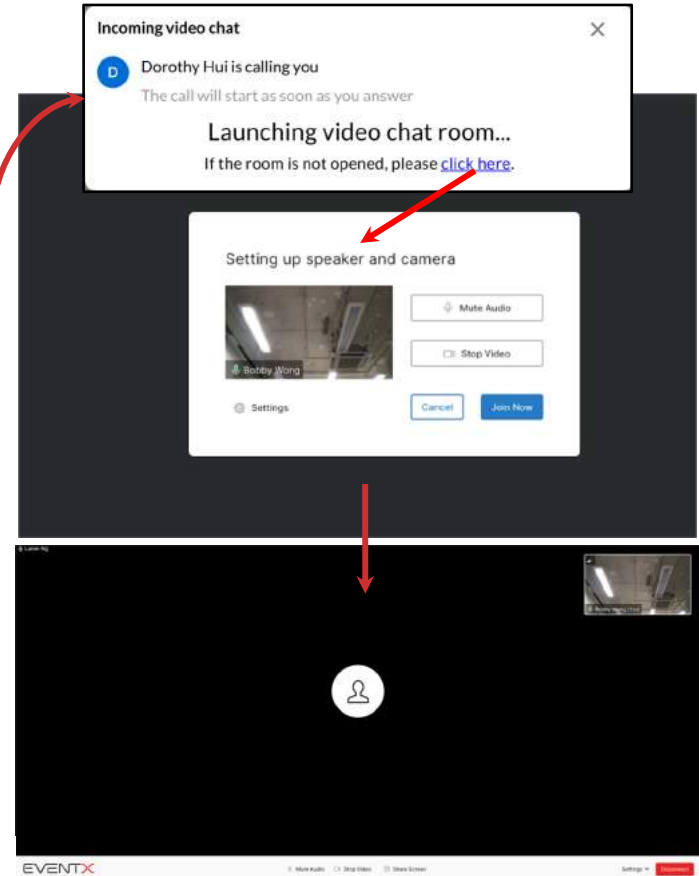 Incoming video chat
D
Dorothy Hui is calling you
The call will start as soon as you answer
Launching video chat room...
If the room is not opened, please click here.
Setting up speaker and camera
Bobby Wong
Mute Audio
Stop Video
Settings
Cancel
Join Now
Bobby Wong
EVENTX
Mute Audio
Stop Video
Share Screen
Settings
Disconnect